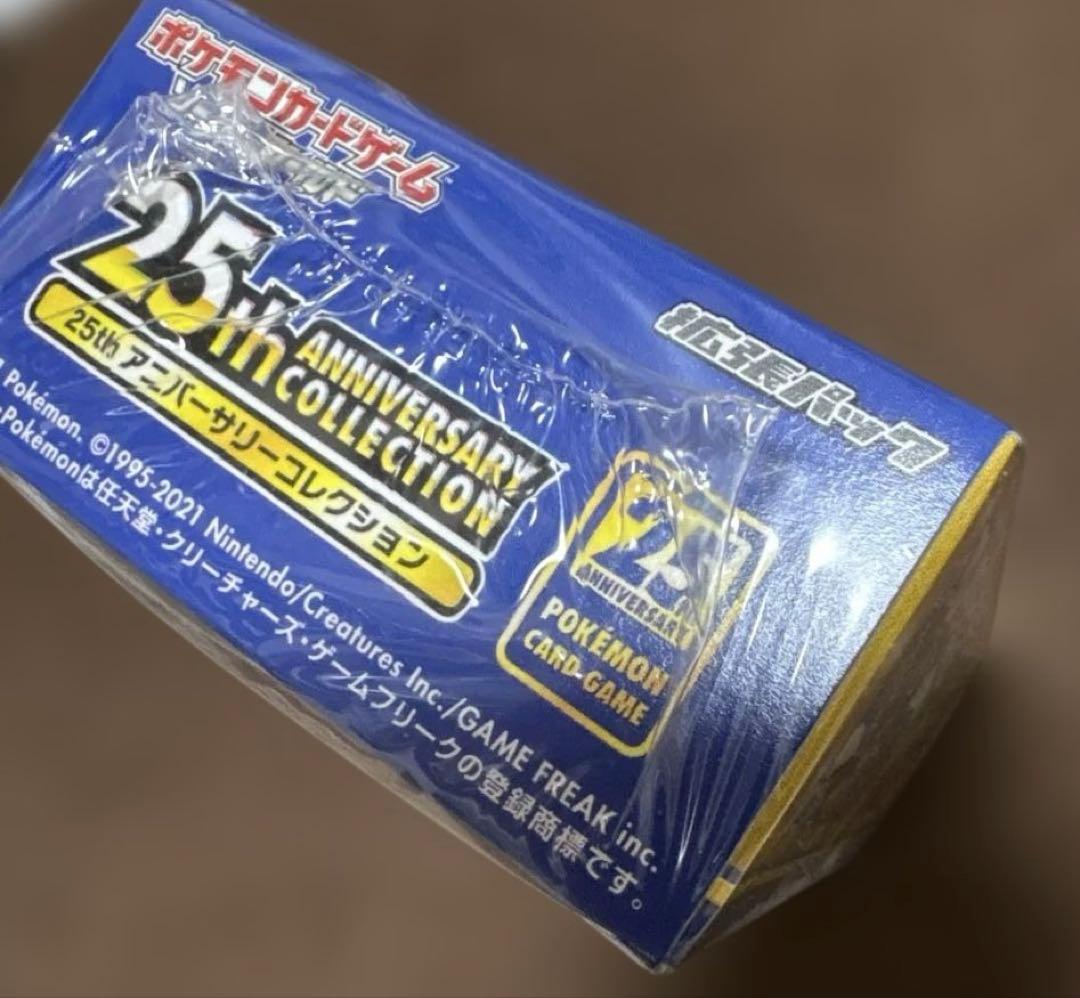 ポケモンカードゲーム
25th
ANNIVERSARY
COLLECTION
25th アニバーサリーコレクション
拡張パック
25
ANNIVERSARY
POKÉMON
CARD GAME
Pokémon. ©1995-2021 Nintendo/Creatures Inc./GAME FREAK inc.
Pokémonは任天堂・クリーチャーズ・ゲームフリークの登録商標です。